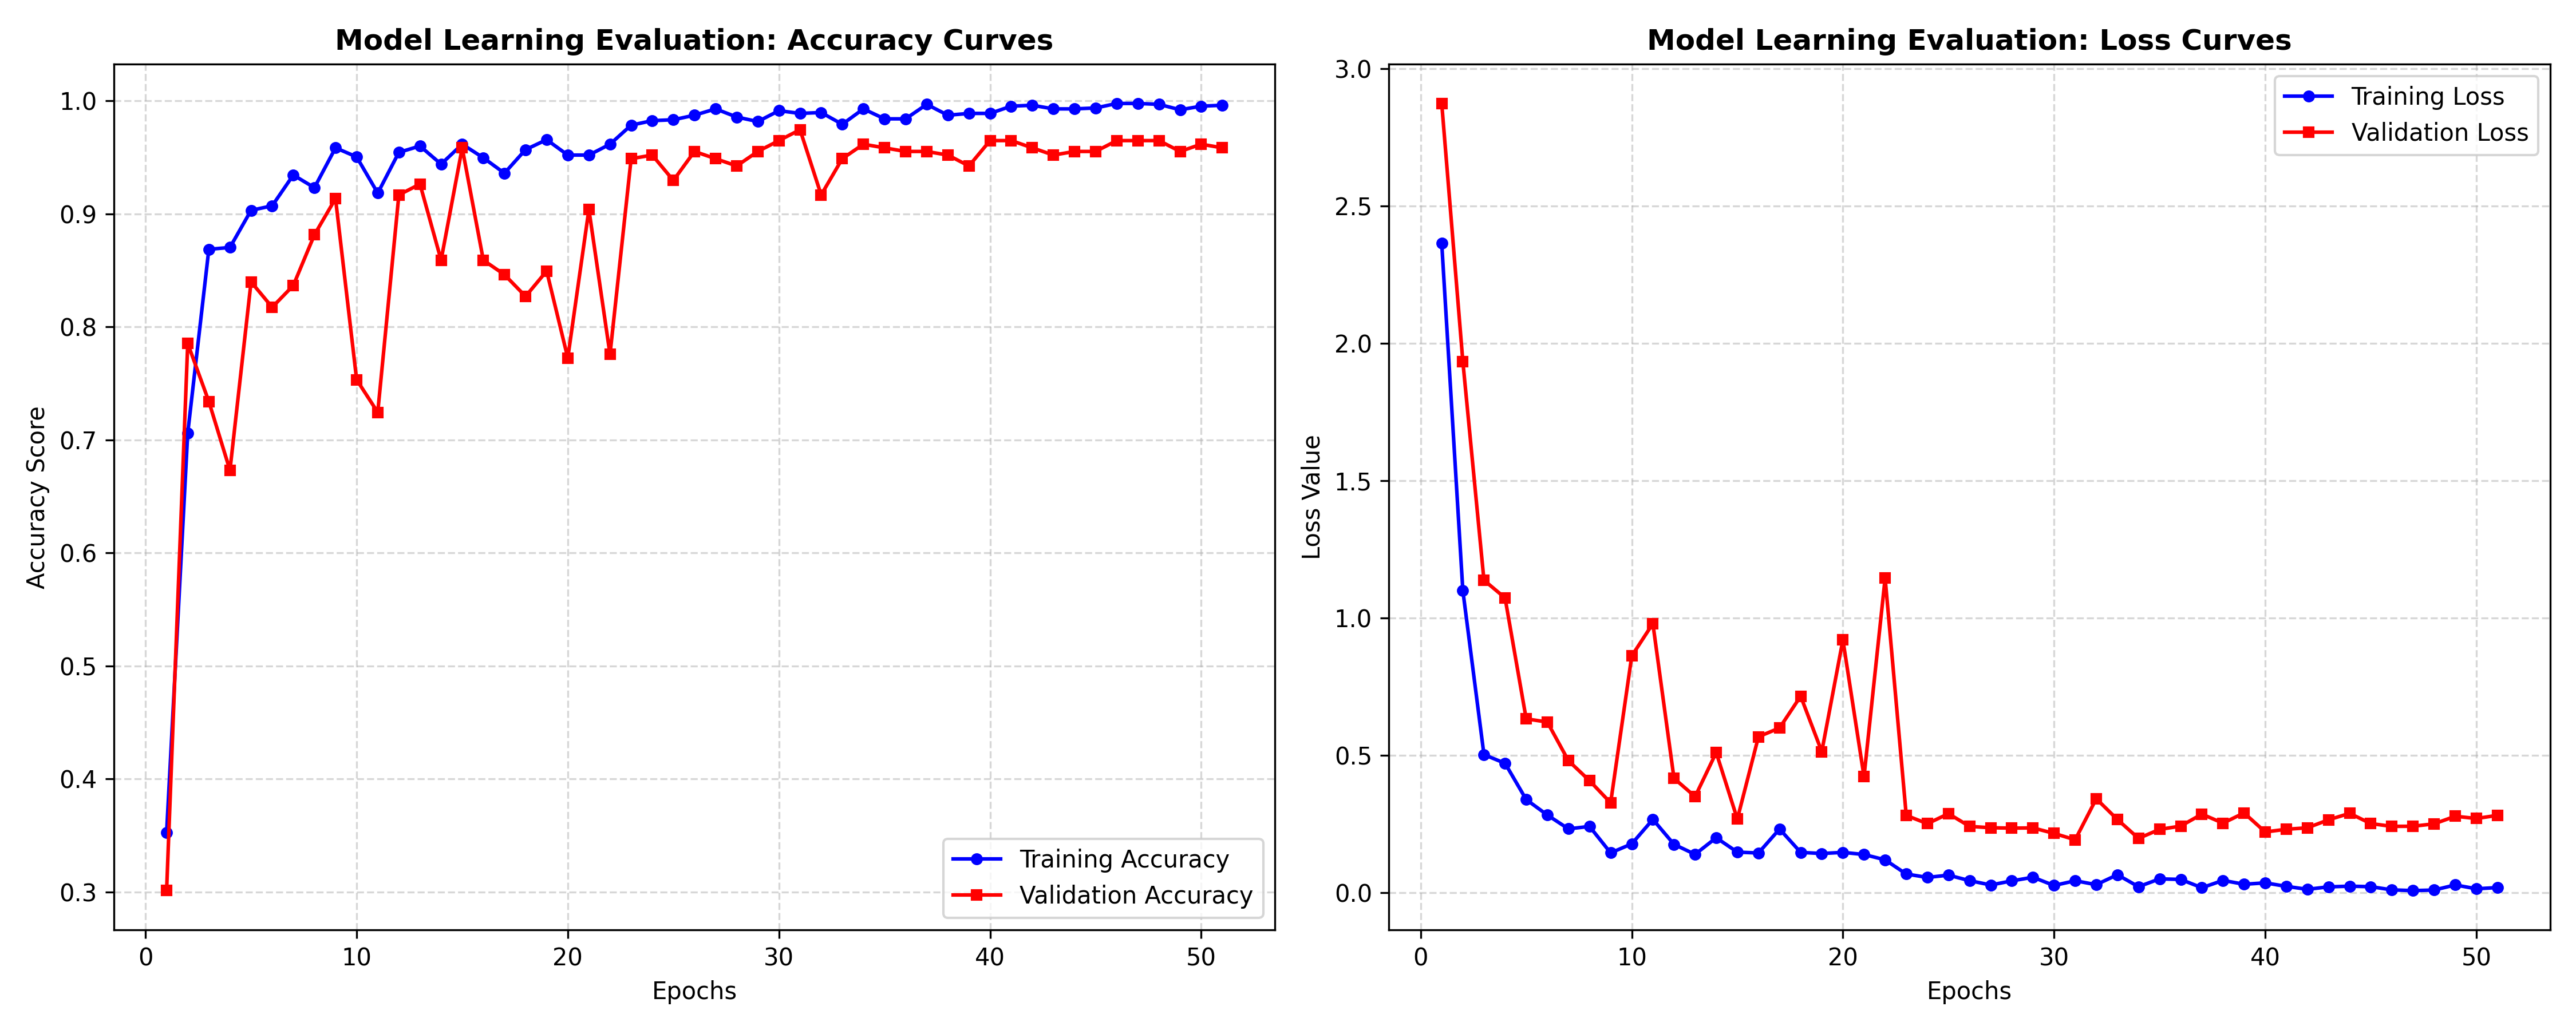 Model Learning Evaluation: Accuracy Curves
1.0
0.9
0.8
0.7
0.6
0.5
0.4
0.3
Accuracy Score
Training Accuracy
Validation Accuracy
0 10 20 30 40 50
Epochs
Model Learning Evaluation: Loss Curves
3.0
2.5
2.0
1.5
1.0
0.5
0.0
Loss Value
Training Loss
Validation Loss
0 10 20 30 40 50
Epochs